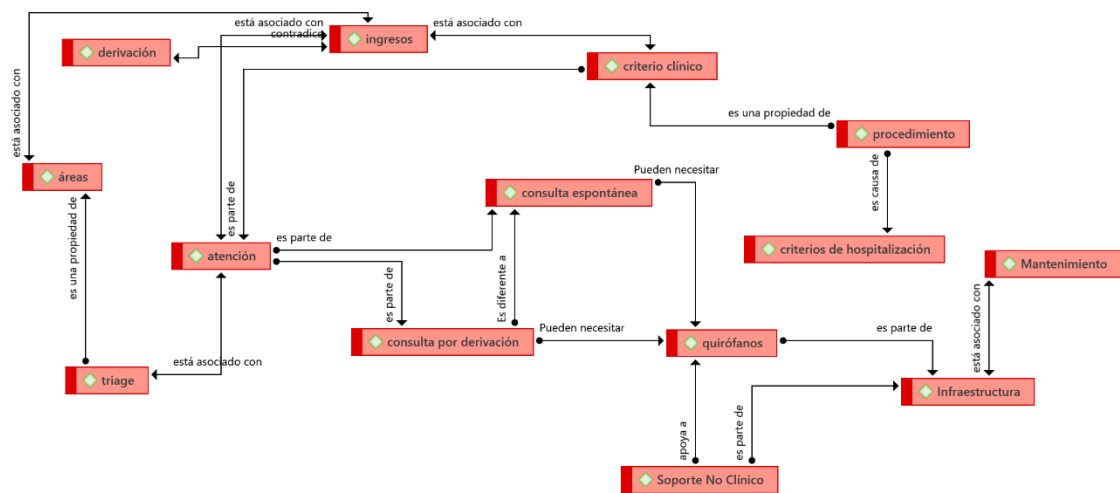 está asociado con
está asociado con
contradice
ingresos
derivación
criterio clínico
está asociado con
es una propiedad de
procedimiento
es causa de
Pueden necesitar
áreas
consulta espontánea
es parte de
es una propiedad de
es parte de
atención
criterios de hospitalización
Mantenimiento
es parte de
Es diferente a
está asociado con
Pueden necesitar
consulta por derivación
quirófanos
es parte de
está asociado con
triage
Infraestructura
apoya a
es parte de
Soporte No Clínico